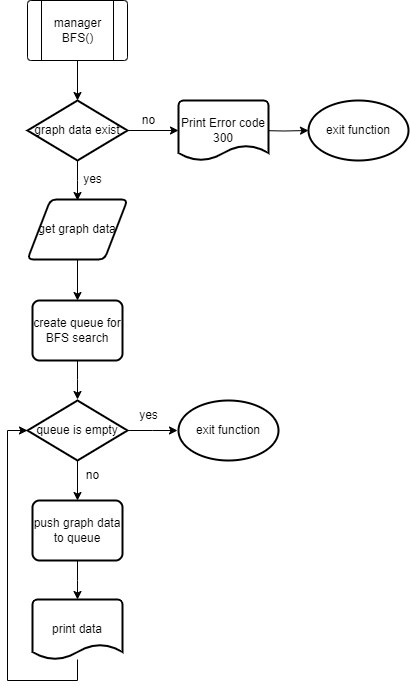 manager
BFS()
graph data exist
no
Print Error code
300
exit function
yes
get graph data
create queue for
BFS search
queue is empty
yes
exit function
no
push graph data
to queue
print data